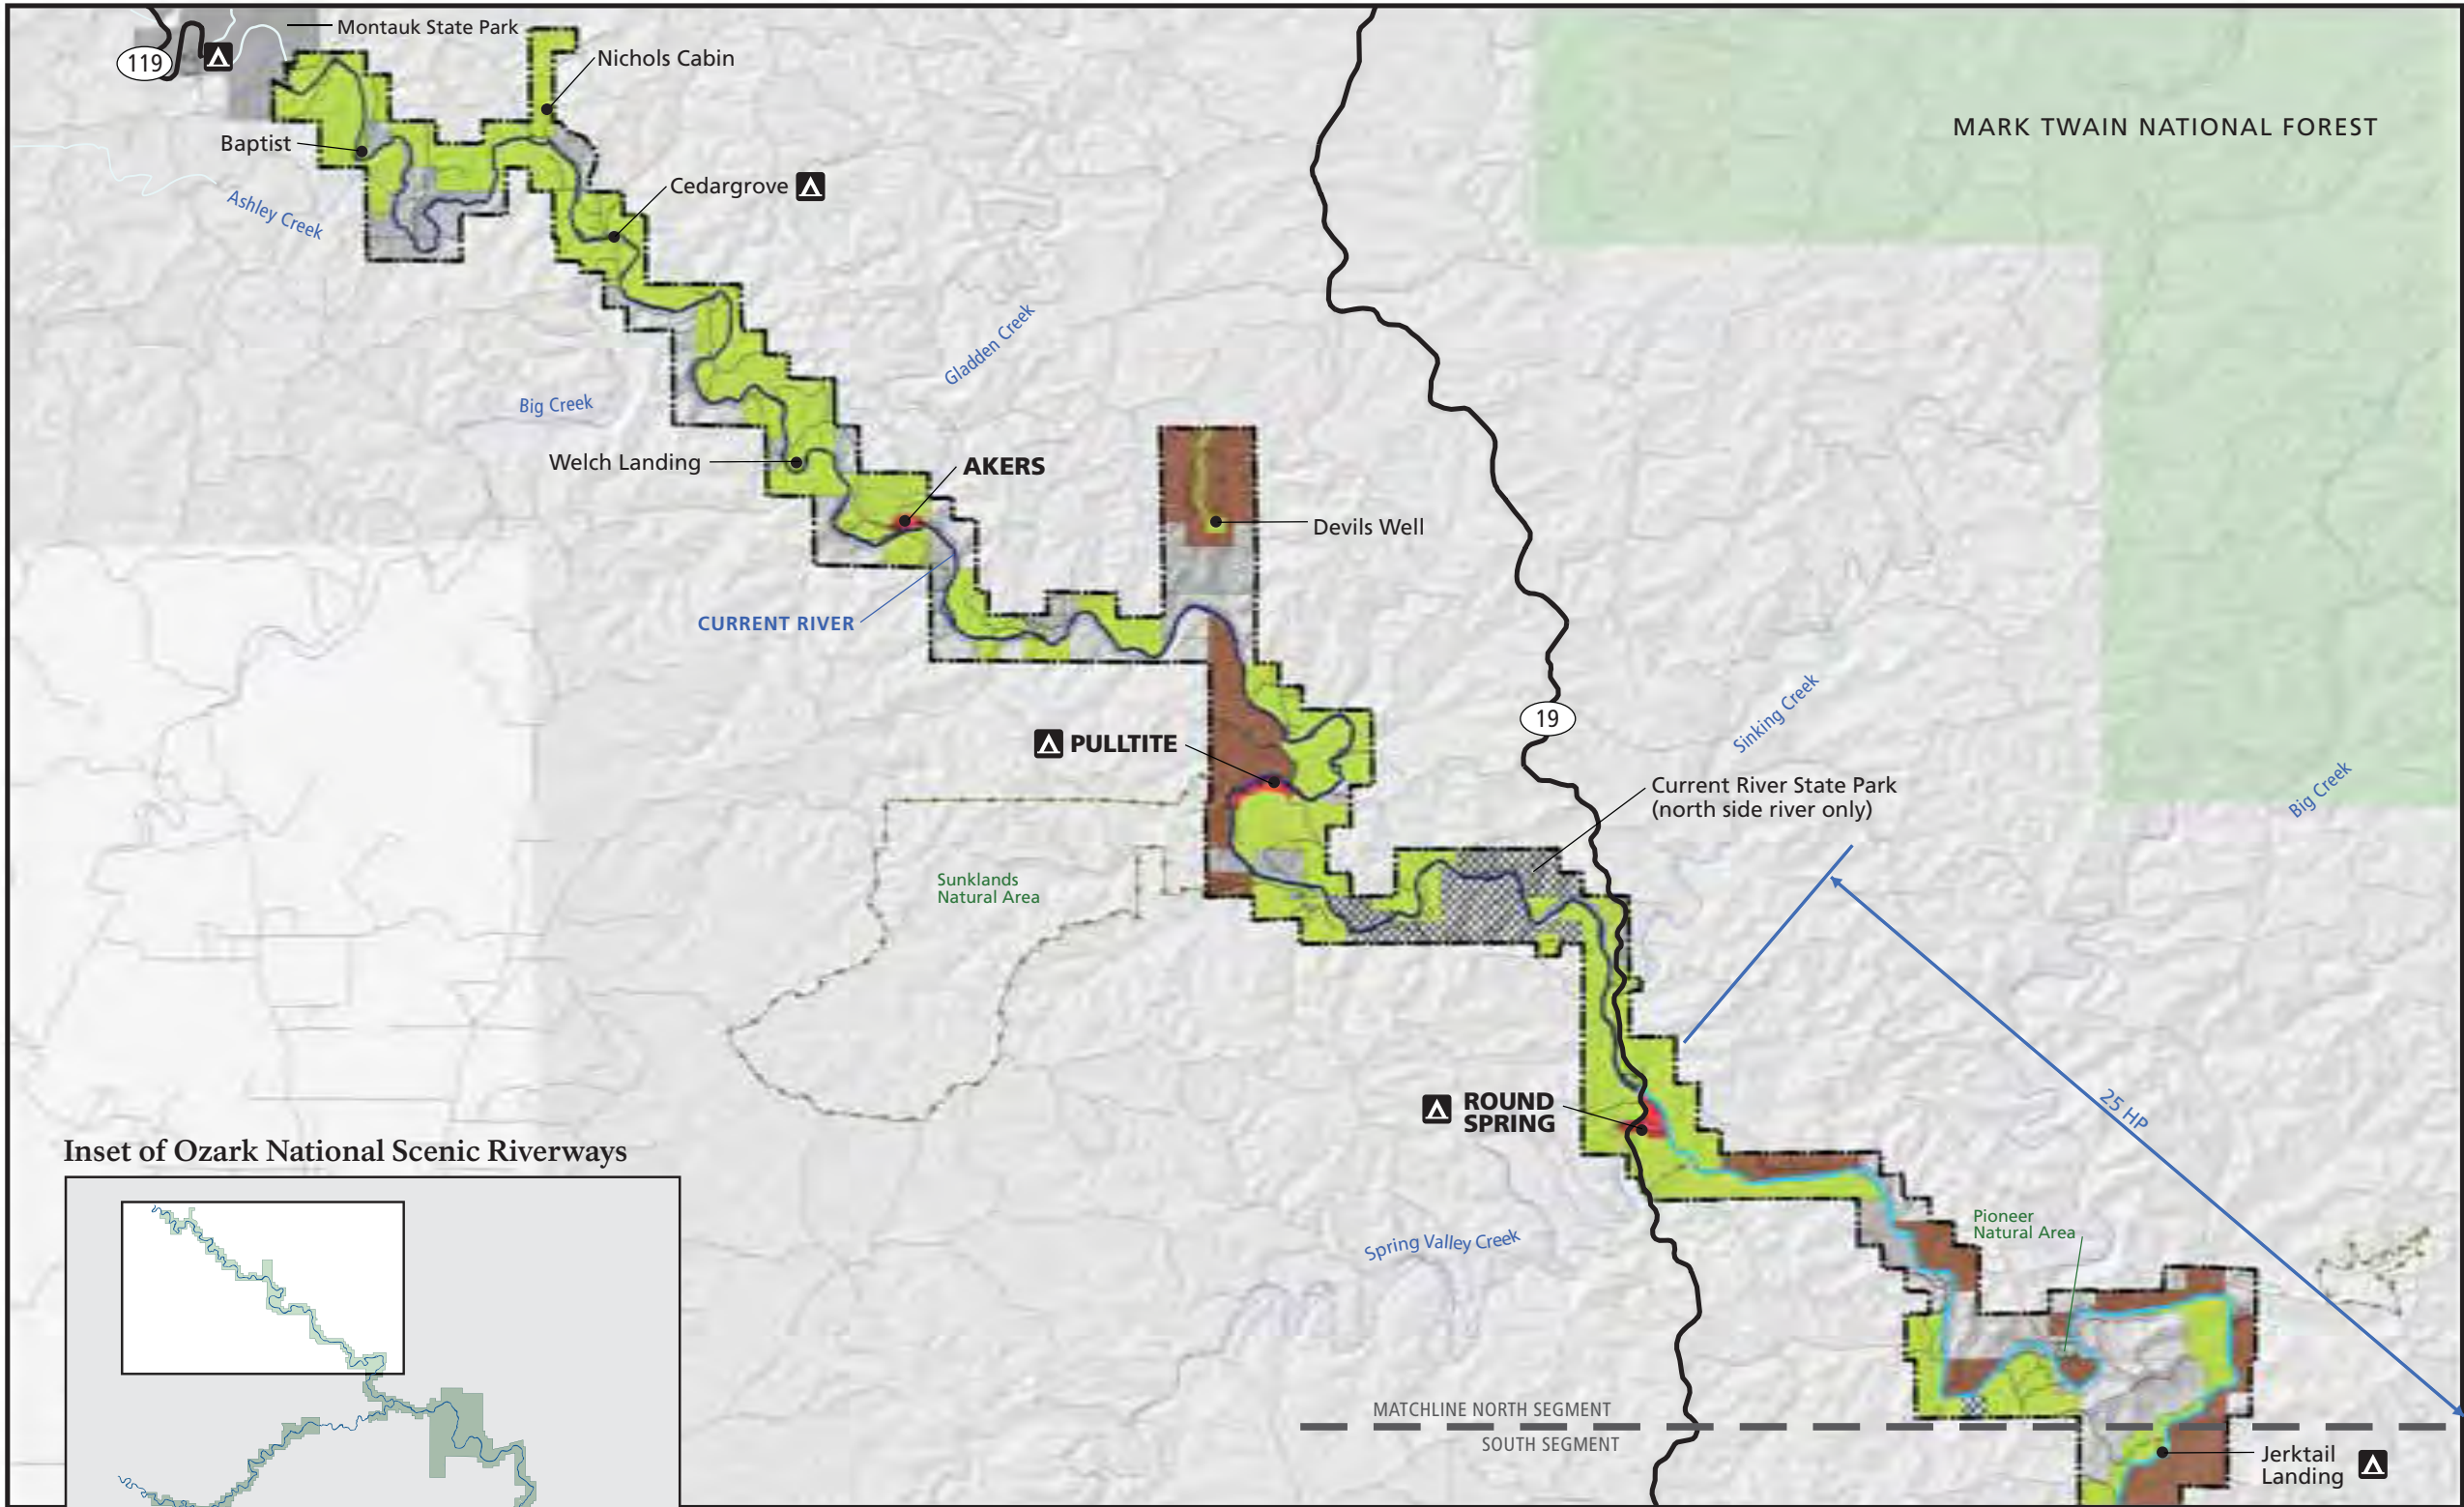 Montauk State Park
119
Nichols Cabin
MARK TWAIN NATIONAL FOREST
Baptist
Cedargrove
Ashley Creek
Gladden Creek
Big Creek
Welch Landing
AKERS
Devils Well
CURRENT RIVER
19
Sinking Creek
PULLTITE
Current River State Park
(north side river only)
Big Creek
Sunklands
Natural Area
ROUND
SPRING
25 HP
Inset of Ozark National Scenic Riverways
Pioneer
Natural Area
Spring Valley Creek
MATCHLINE NORTH SEGMENT
SOUTH SEGMENT
Jerktail
Landing